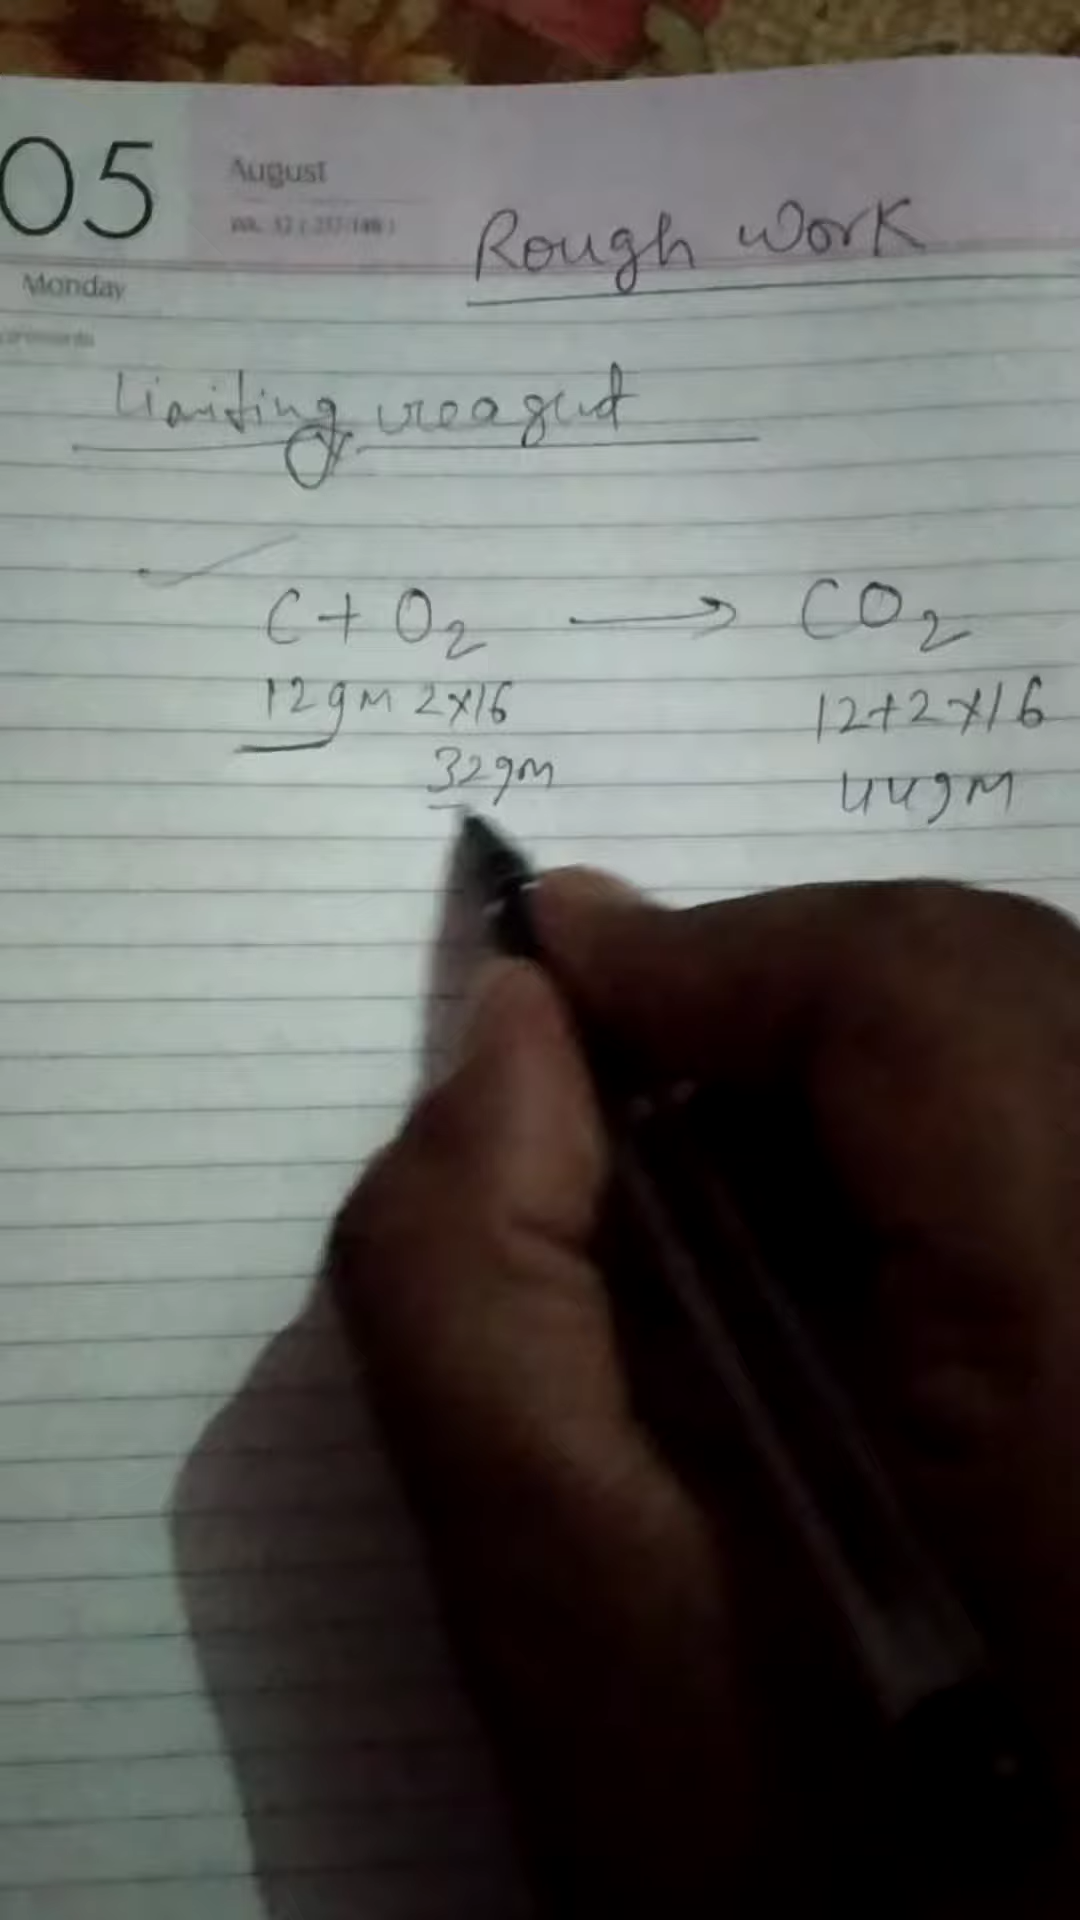 05
August
Rough Work
Monday
Limiting reagent
C + O2 → CO2
12gm 2×16 12+2×16
32gm 44gm